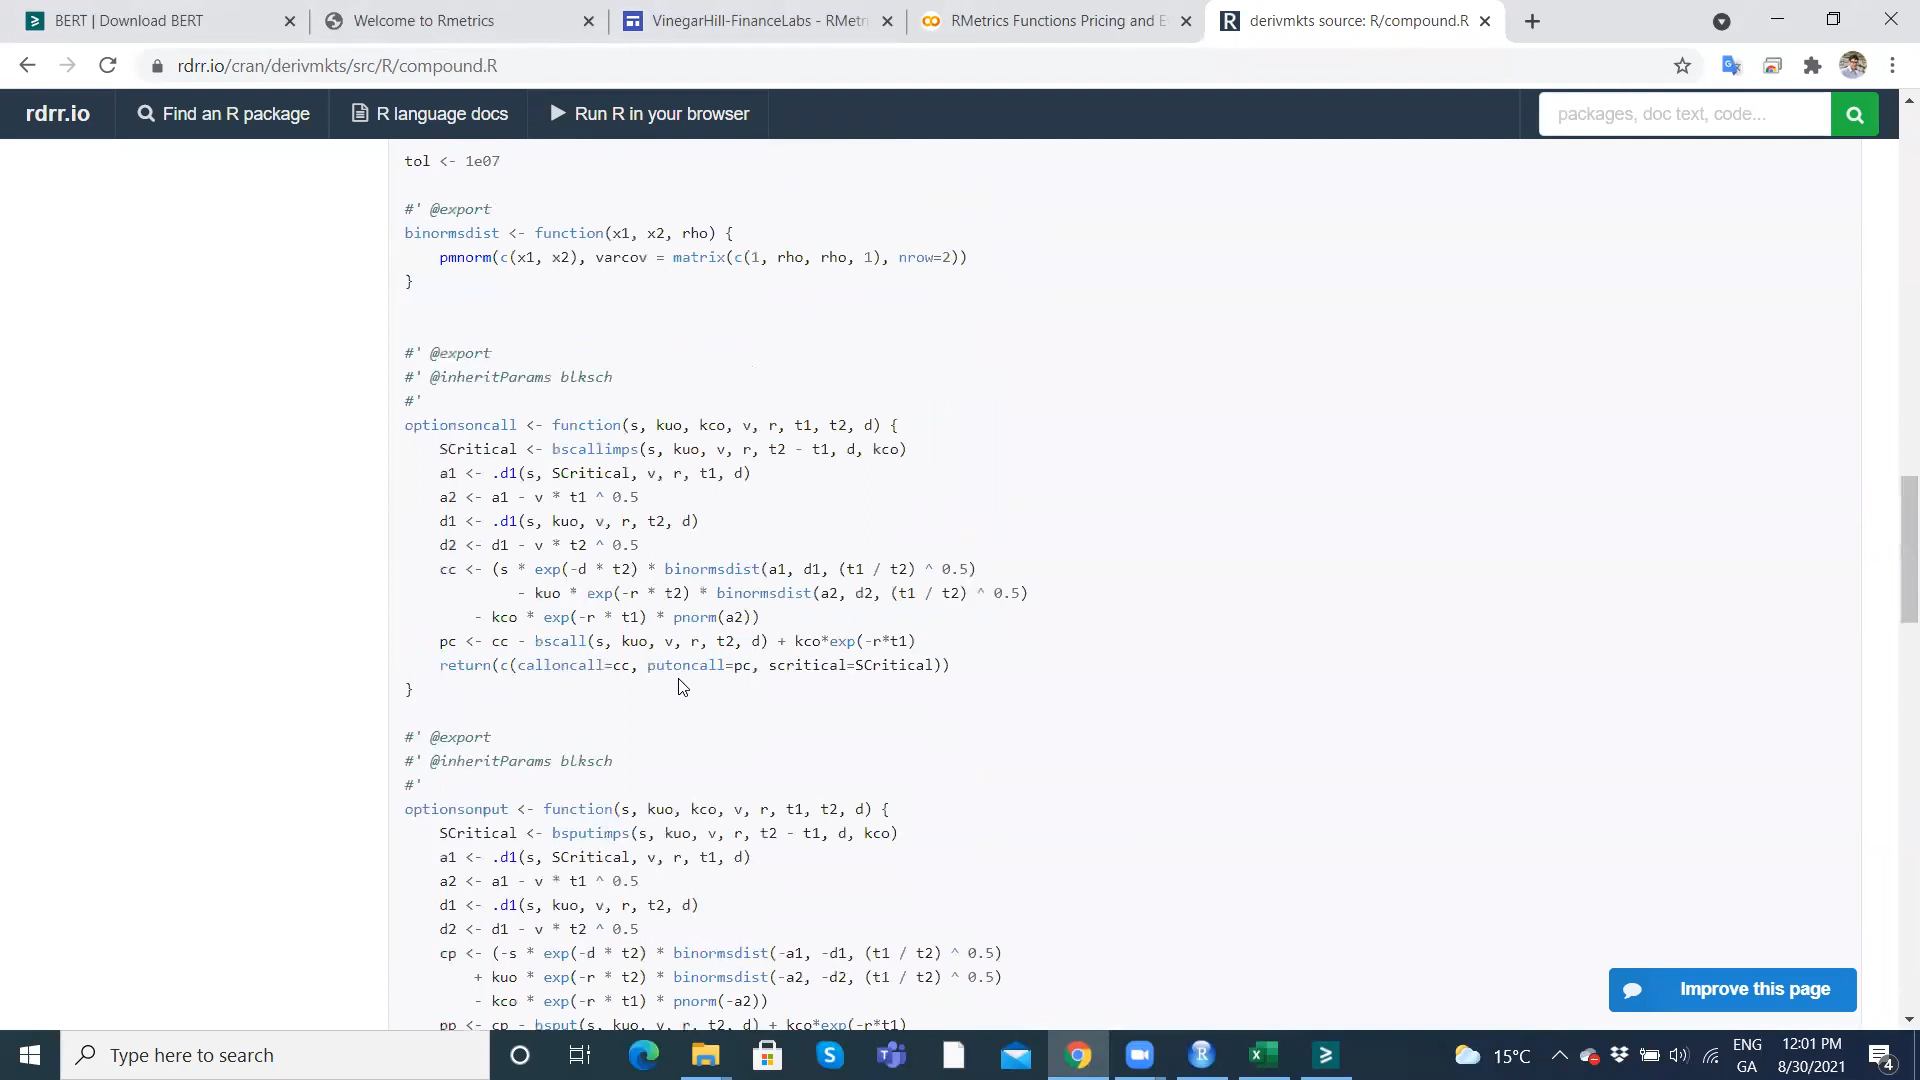 BERT | Download BERT
Welcome to Rmetrics
VinegarHill-FinanceLabs - RMetr
RMetrics Functions Pricing and E
derivmkts source: R/compound.R
rdrr.io/cran/derivmkts/src/R/compound.R
rdrr.io
Find an R package
R language docs
Run R in your browser
packages, doc text, code...
tol <- 1e07
#' @export
binormsdist <- function(x1, x2, rho) {
pmnorm(c(x1, x2), varcov = matrix(c(1, rho, rho, 1), nrow=2))
}
#' @export
#' @inheritParams blksch
#'
optionsoncall <- function(s, kuo, kco, v, r, t1, t2, d) {
SCritical <- bscallimps(s, kuo, v, r, t2 - t1, d, kco)
a1 <- .d1(s, SCritical, v, r, t1, d)
a2 <- a1 - v * t1 ^ 0.5
d1 <- .d1(s, kuo, v, r, t2, d)
d2 <- d1 - v * t2 ^ 0.5
cc <- (s * exp(-d * t2) * binormsdist(a1, d1, (t1 / t2) ^ 0.5)
- kuo * exp(-r * t2) * binormsdist(a2, d2, (t1 / t2) ^ 0.5)
- kco * exp(-r * t1) * pnorm(a2))
pc <- cc - bscall(s, kuo, v, r, t2, d) + kco*exp(-r*t1)
return(c(calloncall=cc, putoncall=pc, scritical=SCritical))
}
#' @export
#' @inheritParams blksch
#'
optionsonput <- function(s, kuo, kco, v, r, t1, t2, d) {
SCritical <- bsputimps(s, kuo, v, r, t2 - t1, d, kco)
a1 <- .d1(s, SCritical, v, r, t1, d)
a2 <- a1 - v * t1 ^ 0.5
d1 <- .d1(s, kuo, v, r, t2, d)
d2 <- d1 - v * t2 ^ 0.5
cp <- (-s * exp(-d * t2) * binormsdist(-a1, -d1, (t1 / t2) ^ 0.5)
+ kuo * exp(-r * t2) * binormsdist(-a2, -d2, (t1 / t2) ^ 0.5)
- kco * exp(-r * t1) * pnorm(-a2))
pp <- cp - bsput(s, kuo, v, r, t2, d) + kco*exp(-r*t1)
Improve this page
Type here to search
15°C
ENG
GA
12:01 PM
8/30/2021
4